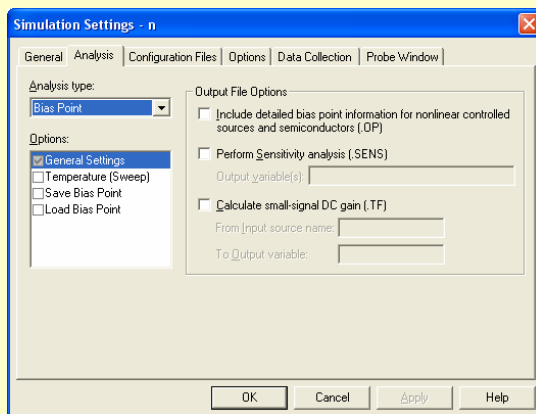 Simulation Settings - n
General
Analysis
Configuration Files
Options
Data Collection
Probe Window
Analysis type:
Bias Point
Options:
General Settings
Temperature (Sweep)
Save Bias Point
Load Bias Point
Output File Options
Include detailed bias point information for nonlinear controlled
sources and semiconductors (.OP)
Perform Sensitivity analysis (.SENS)
Output variable(s):
Calculate small-signal DC gain (.TF)
From Input source name:
To Output variable:
OK
Cancel
Apply
Help